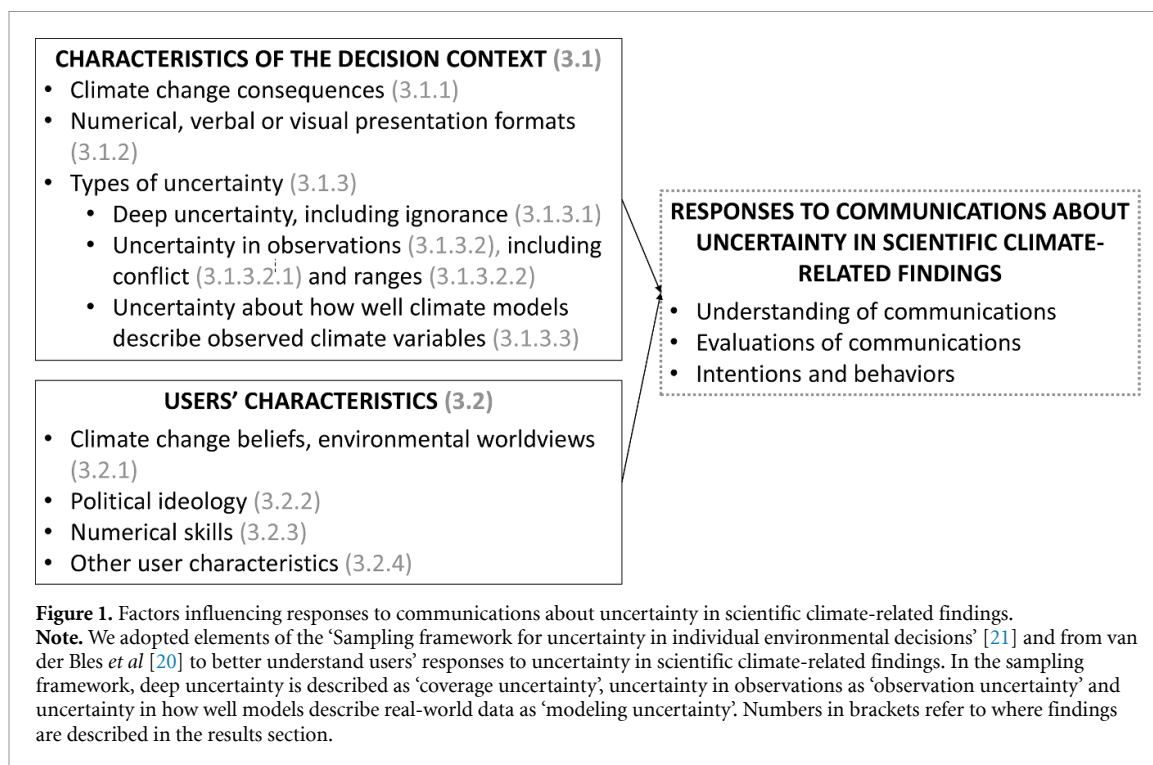 CHARACTERISTICS OF THE DECISION CONTEXT (3.1)
• Climate change consequences (3.1.1)
• Numerical, verbal or visual presentation formats
(3.1.2)
• Types of uncertainty (3.1.3)
• Deep uncertainty, including ignorance (3.1.3.1)
• Uncertainty in observations (3.1.3.2), including
conflict (3.1.3.2.1) and ranges (3.1.3.2.2)
• Uncertainty about how well climate models
describe observed climate variables (3.1.3.3)
USERS' CHARACTERISTICS (3.2)
• Climate change beliefs, environmental worldviews
(3.2.1)
• Political ideology (3.2.2)
• Numerical skills (3.2.3)
• Other user characteristics (3.2.4)
RESPONSES TO COMMUNICATIONS ABOUT
UNCERTAINTY IN SCIENTIFIC CLIMATE-
RELATED FINDINGS
• Understanding of communications
• Evaluations of communications
• Intentions and behaviors
Figure 1. Factors influencing responses to communications about uncertainty in scientific climate-related findings.
Note. We adopted elements of the ‘Sampling framework for uncertainty in individual environmental decisions’ [21] and from van
der Bles et al [20] to better understand users’ responses to uncertainty in scientific climate-related findings. In the sampling
framework, deep uncertainty is described as ‘coverage uncertainty’, uncertainty in observations as ‘observation uncertainty’ and
uncertainty in how well models describe real-world data as ‘modeling uncertainty’. Numbers in brackets refer to where findings
are described in the results section.